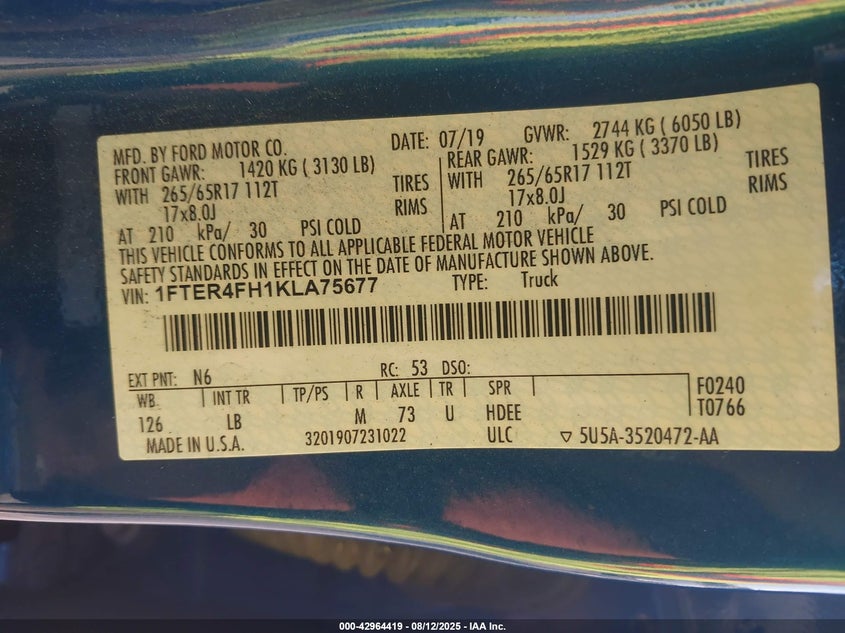 MFD. BY FORD MOTOR CO. DATE: 07/19 GVWR: 2744 KG ( 6050 LB)
FRONT GAWR: 1420 KG ( 3130 LB) REAR GAWR: 1529 KG ( 3370 LB)
WITH 265/65R17 112T TIRES WITH 265/65R17 112T TIRES
17x8.0J RIMS 17x8.0J RIMS
AT 210 kPa/ 30 PSI COLD AT 210 kPa/ 30 PSI COLD
THIS VEHICLE CONFORMS TO ALL APPLICABLE FEDERAL MOTOR VEHICLE
SAFETY STANDARDS IN EFFECT ON THE DATE OF MANUFACTURE SHOWN ABOVE.
VIN: 1FTER4FH1KLA75677 TYPE: Truck
EXT PNT: N6 RC: 53 DSO:
WB INT TR TP/PS R AXLE TR SPR F0240
126 LB M 73 U HDEE T0766
MADE IN U.S.A. 3201907231022 ULC ▽ 5U5A-3520472-AA
000-42964419 - 08/12/2025 - IAA Inc.